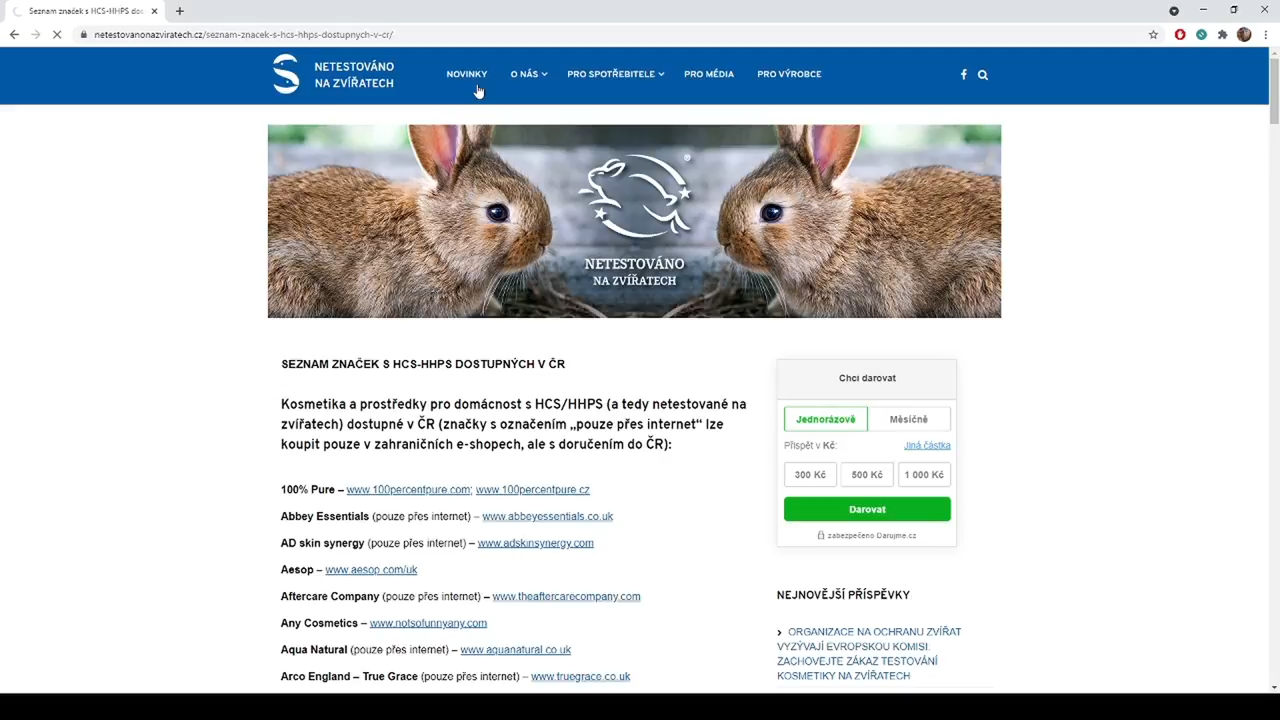 Seznam značek s HCS-HHPS dos
netestovanonazviratech.cz/seznam-znacek-s-hcs-hhps-dostupnych-v-cr/
NETESTOVÁNO
NA ZVÍŘATECH
NOVINKY
O NÁS
PRO SPOTŘEBITELE
PRO MÉDIA
PRO VÝROBCE
NETESTOVÁNO
NA ZVÍŘATECH
SEZNAM ZNAČEK S HCS-HHPS DOSTUPNÝCH V ČR
Kosmetika a prostředky pro domácnost s HCS/HHPS (a tedy netestované na
zvířatech) dostupné v ČR (značky s označením „pouze přes internet“ lze
koupit pouze v zahraničních e-shopech, ale s doručením do ČR):
100% Pure – www.100percentpure.com; www.100percentpure.cz
Abbey Essentials (pouze přes internet) – www.abbeyessentials.co.uk
AD skin synergy (pouze přes internet) – www.adskinsynergy.com
Aesop – www.aesop.com/uk
Aftercare Company (pouze přes internet) – www.theaftercarecompany.com
Any Cosmetics – www.notsofunnyany.com
Aqua Natural (pouze přes internet) – www.aquanatural.co.uk
Arco England – True Grace (pouze přes internet) – www.truegrace.co.uk
Chci darovat
Jednorázově
Měsíčně
Přispět v Kč:
Jiná částka
300 Kč
500 Kč
1 000 Kč
Darovat
zabezpečeno Darujme.cz
NEJNOVĚJŠÍ PŘÍSPĚVKY
ORGANIZACE NA OCHRANU ZVÍŘAT
VYZÝVAJÍ EVROPSKOU KOMISI:
ZACHOVEJTE ZÁKAZ TESTOVÁNÍ
KOSMETIKY NA ZVÍŘATECH